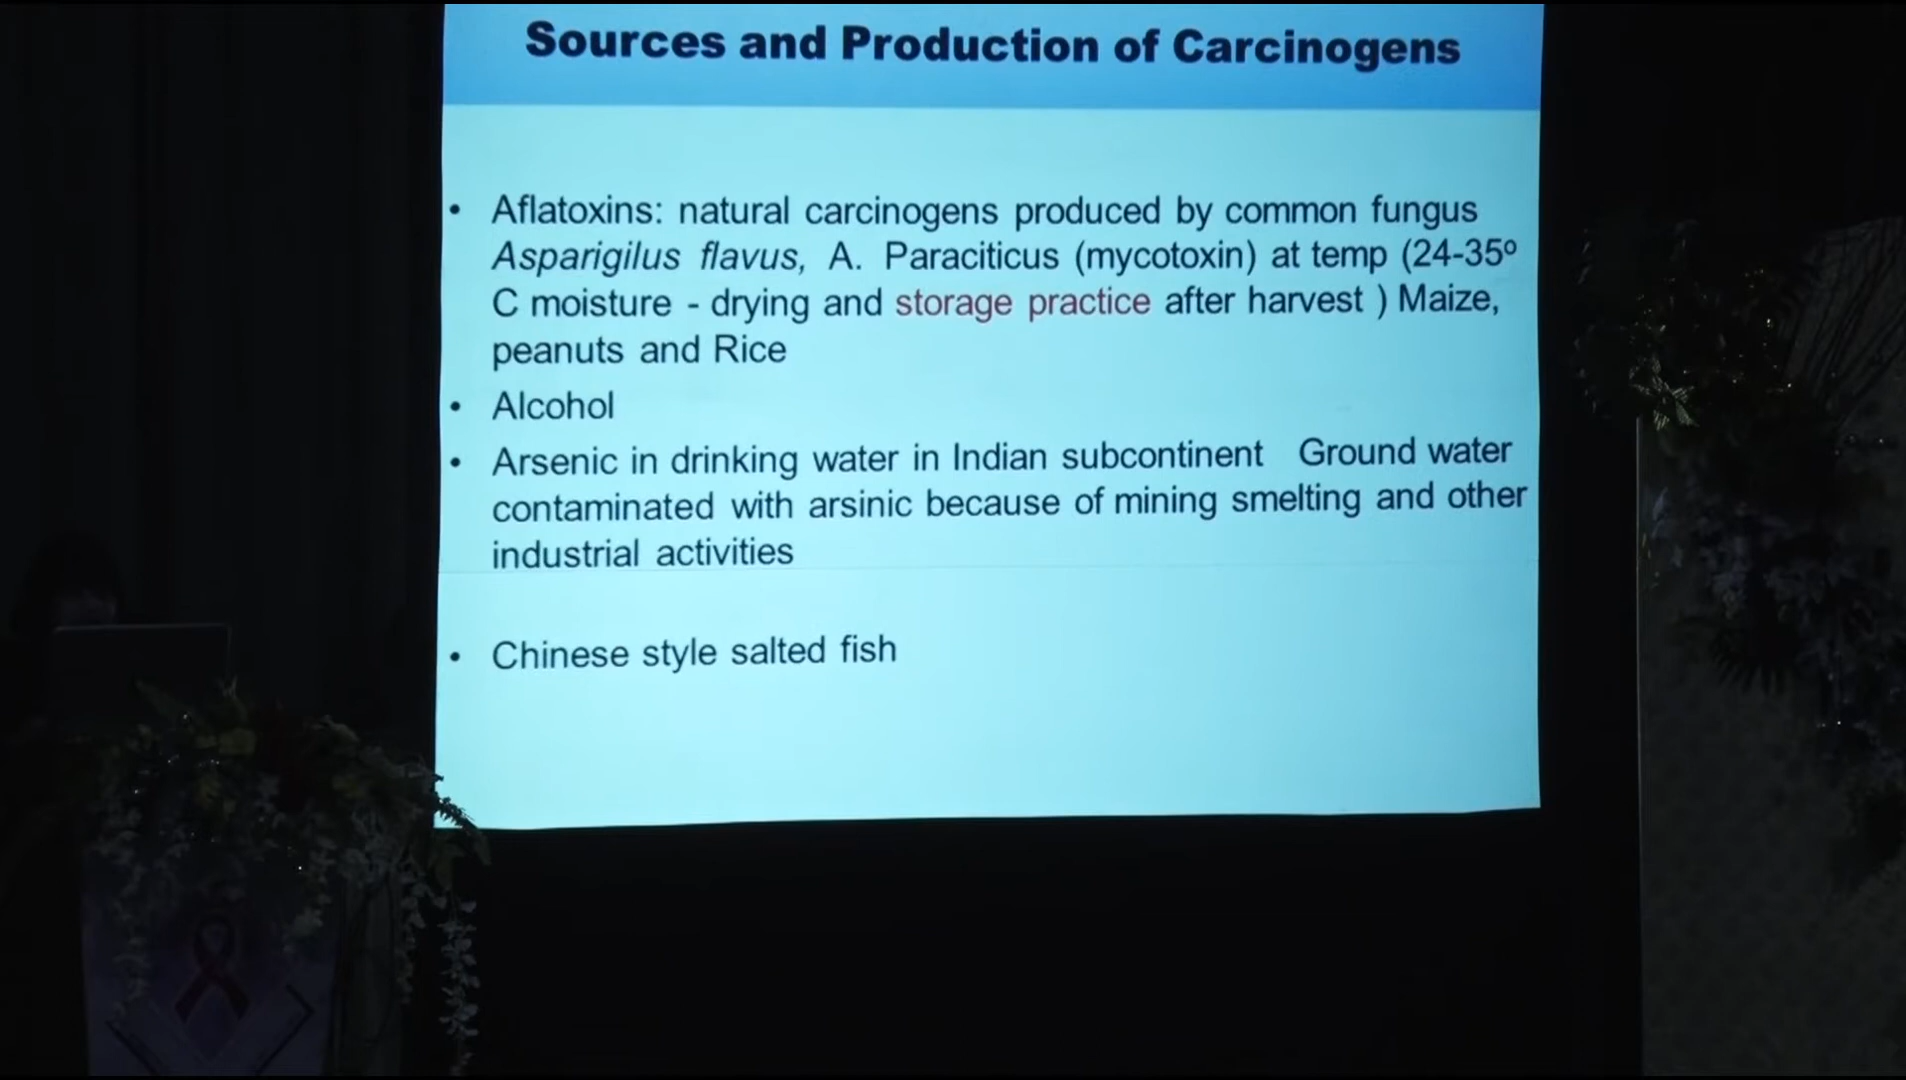 Sources and Production of Carcinogens
• Aflatoxins: natural carcinogens produced by common fungus
Asparigilus flavus, A. Paraciticus (mycotoxin) at temp (24-35º
C moisture - drying and storage practice after harvest ) Maize,
peanuts and Rice
• Alcohol
• Arsenic in drinking water in Indian subcontinent Ground water
contaminated with arsinic because of mining smelting and other
industrial activities
• Chinese style salted fish